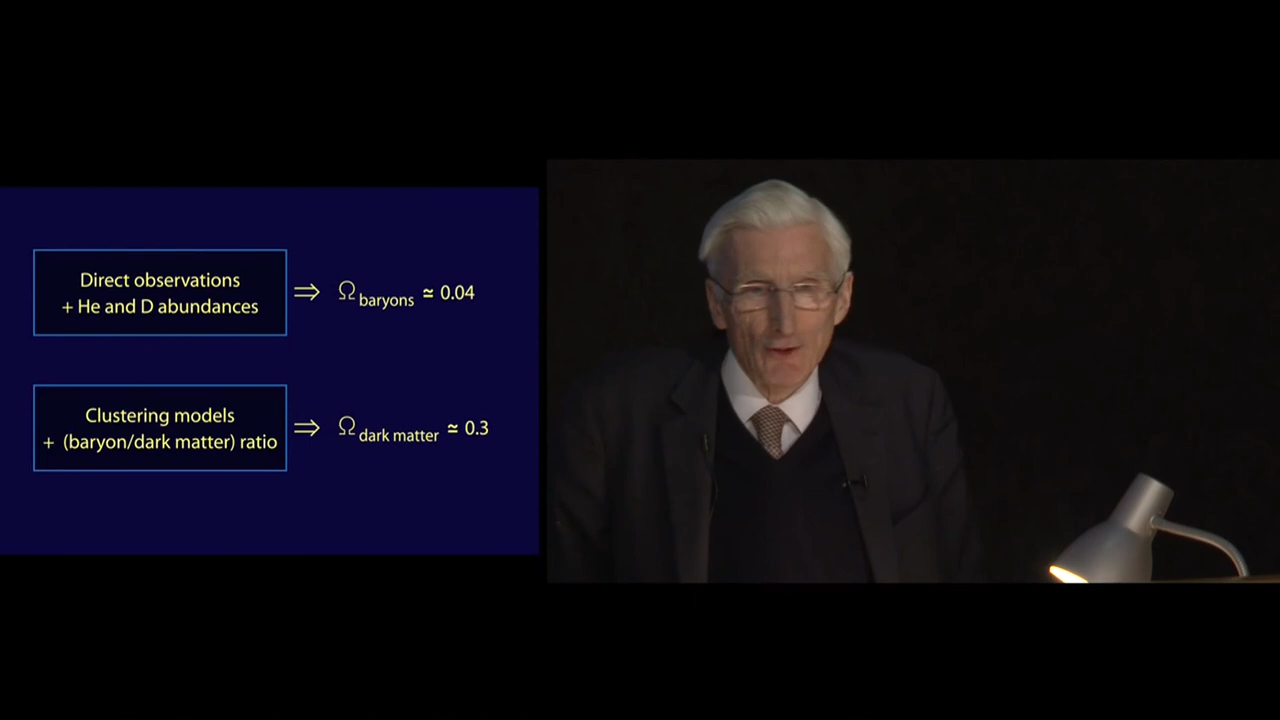 Direct observations
+ He and D abundances
⇒ Ω baryons ≃ 0.04
Clustering models
+ (baryon/dark matter) ratio
⇒ Ω dark matter ≃ 0.3